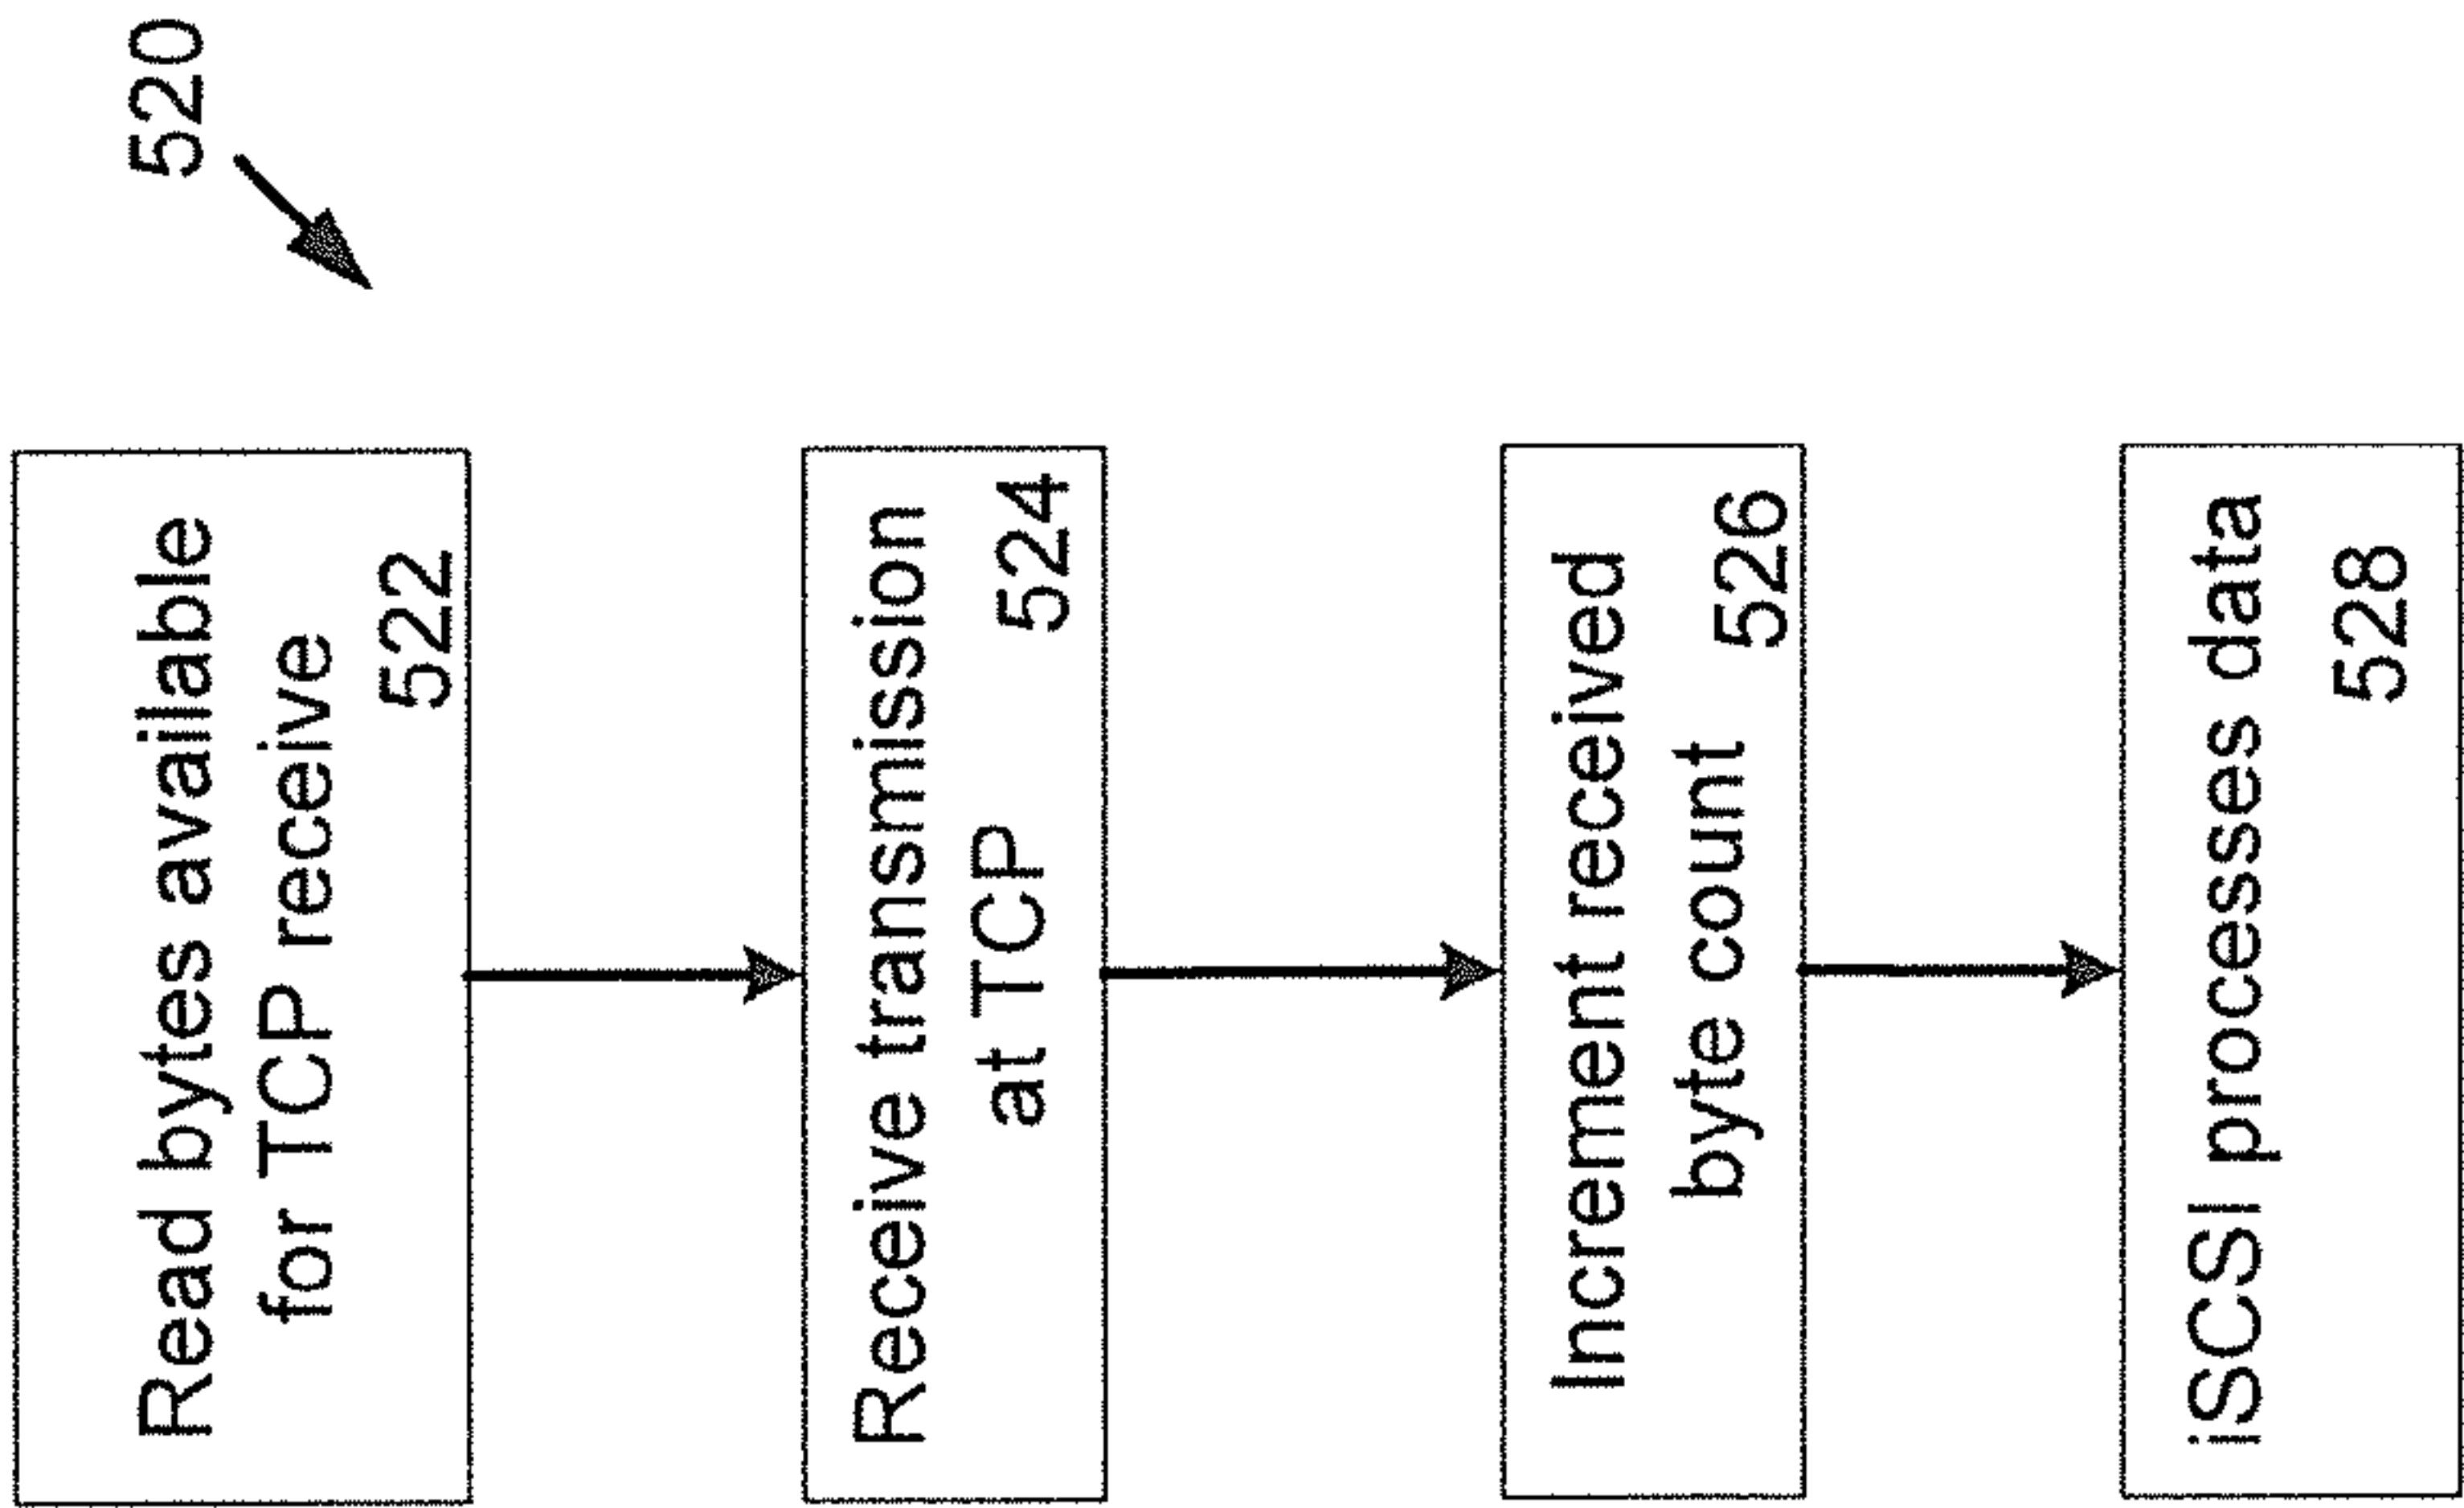 520
Read bytes available
for TCP receive
522
Receive transmission
at TCP
524
Increment received
byte count 526
iSCSI processes data
528